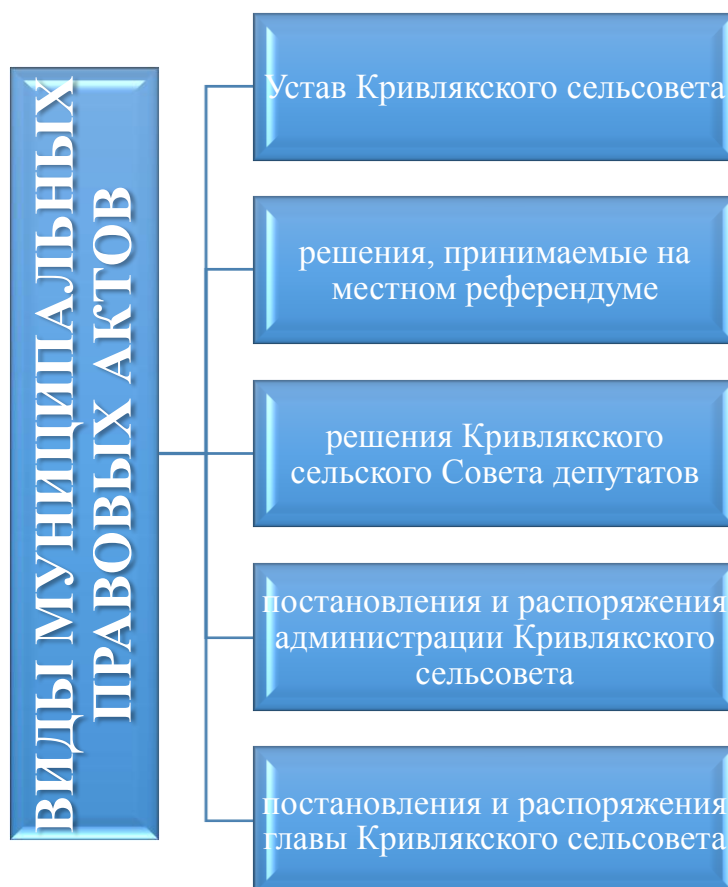 ВИДЫ МУНИЦИПАЛЬНЫХ
ПРАВОВЫХ АКТОВ
Устав Кривлякского сельсовета
решения, принимаемые на
местном референдуме
решения Кривлякского
сельского Совета депутатов
постановления и распоряжения
администрации Кривлякского
сельсовета
постановления и распоряжения
главы Кривлякского сельсовета